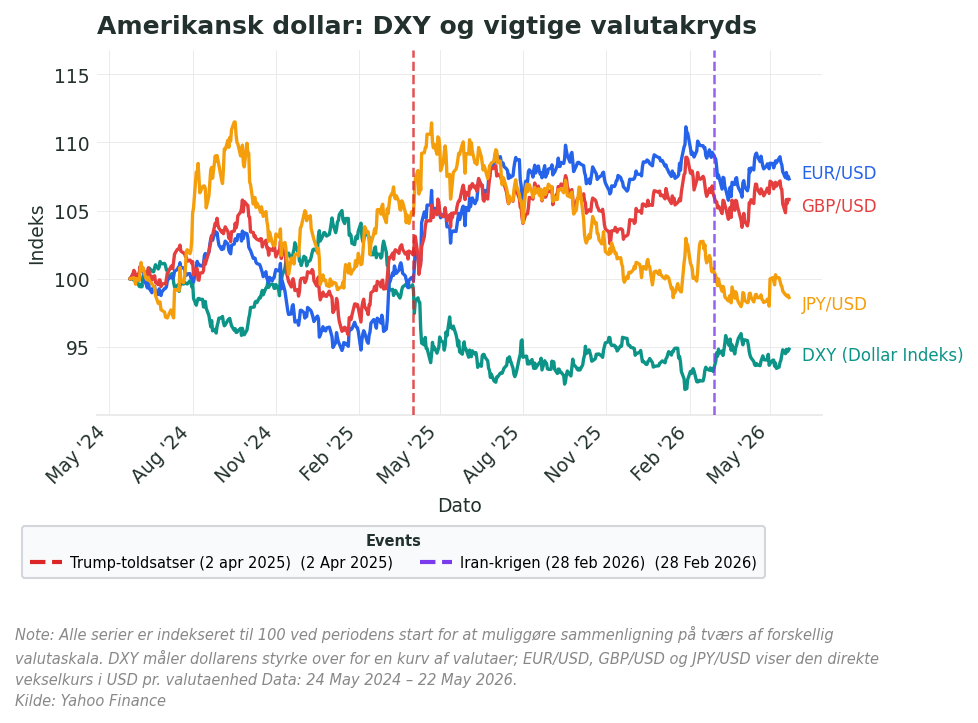 Amerikansk dollar: DXY og vigtige valutakryds
115
110
105
100
95
Indeks
EUR/USD
GBP/USD
JPY/USD
DXY (Dollar Indeks)
May '24
Aug '24
Nov '24
Feb '25
May '25
Aug '25
Nov '25
Feb '26
May '26
Dato
Events
Trump-toldsatser (2 apr 2025)  (2 Apr 2025)
Iran-krigen (28 feb 2026)  (28 Feb 2026)
Note: Alle serier er indekseret til 100 ved periodens start for at muliggøre sammenligning på tværs af forskellig
valutaskala. DXY måler dollarens styrke over for en kurv af valutaer; EUR/USD, GBP/USD og JPY/USD viser den direkte
vekselkurs i USD pr. valutaenhed Data: 24 May 2024 – 22 May 2026.
Kilde: Yahoo Finance